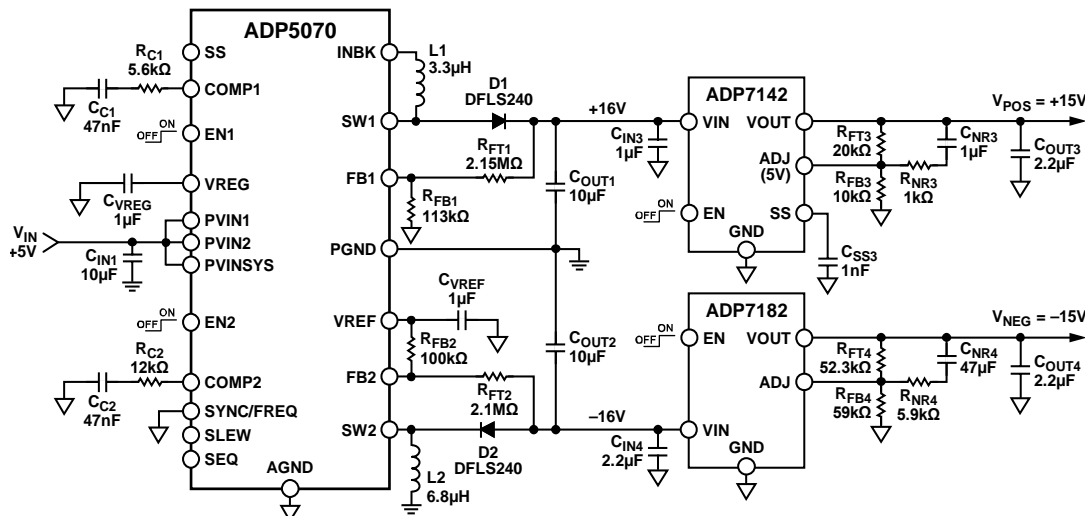 ADP5070
SS
COMP1
EN1
VREG
PVIN1
PVIN2
PVINSYS
EN2
COMP2
SYNC/FREQ
SLEW
SEQ
AGND
INBK
SW1
FB1
PGND
VREF
FB2
SW2
RC1
5.6kΩ
CC1
47nF
ON
OFF
CVREG
1µF
VIN
+5V
CIN1
10µF
ON
OFF
RC2
12kΩ
CC2
47nF
L1
3.3µH
D1
DFLS240
RFT1
2.15MΩ
RFB1
113kΩ
COUT1
10µF
CVREF
1µF
RFB2
100kΩ
COUT2
10µF
RFT2
2.1MΩ
D2
DFLS240
L2
6.8µH
+16V
CIN3
1µF
ON
OFF
–16V
CIN4
2.2µF
ON
OFF
ADP7142
VIN
VOUT
ADJ
(5V)
EN
SS
GND
VPOS = +15V
RFT3
20kΩ
CNR3
1µF
COUT3
2.2µF
RFB3
10kΩ
RNR3
1kΩ
CSS3
1nF
ADP7182
EN
VOUT
ADJ
VIN
GND
VNEG = –15V
RFT4
52.3kΩ
CNR4
47µF
COUT4
2.2µF
RFB4
59kΩ
RNR4
5.9kΩ